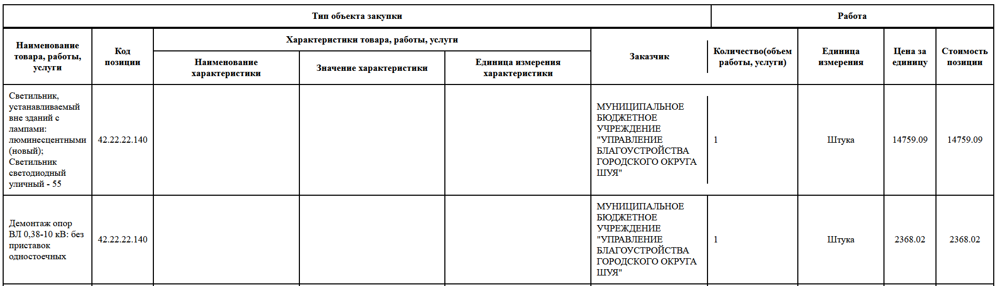 Тип объекта закупки
Работа
Наименование
товара, работы,
услуги
Код
позиции
Характеристики товара, работы, услуги
Наименование
характеристики
Значение характеристики
Единица измерения
характеристики
Заказчик
Количество(объем
работы, услуги)
Единица
измерения
Цена за
единицу
Стоимость
позиции
Светильник,
устанавливаемый
вне зданий с
лампами:
люминесцентными
(новый);
Светильник
светодиодный
уличный - 55
42.22.22.140
МУНИЦИПАЛЬНОЕ
БЮДЖЕТНОЕ
УЧРЕЖДЕНИЕ
"УПРАВЛЕНИЕ
БЛАГОУСТРОЙСТВА
ГОРОДСКОГО ОКРУГА
ШУЯ"
1
Штука
14759.09
14759.09
Демонтаж опор
ВЛ 0,38-10 кВ: без
приставок
одностоечных
42.22.22.140
МУНИЦИПАЛЬНОЕ
БЮДЖЕТНОЕ
УЧРЕЖДЕНИЕ
"УПРАВЛЕНИЕ
БЛАГОУСТРОЙСТВА
ГОРОДСКОГО ОКРУГА
ШУЯ"
1
Штука
2368.02
2368.02